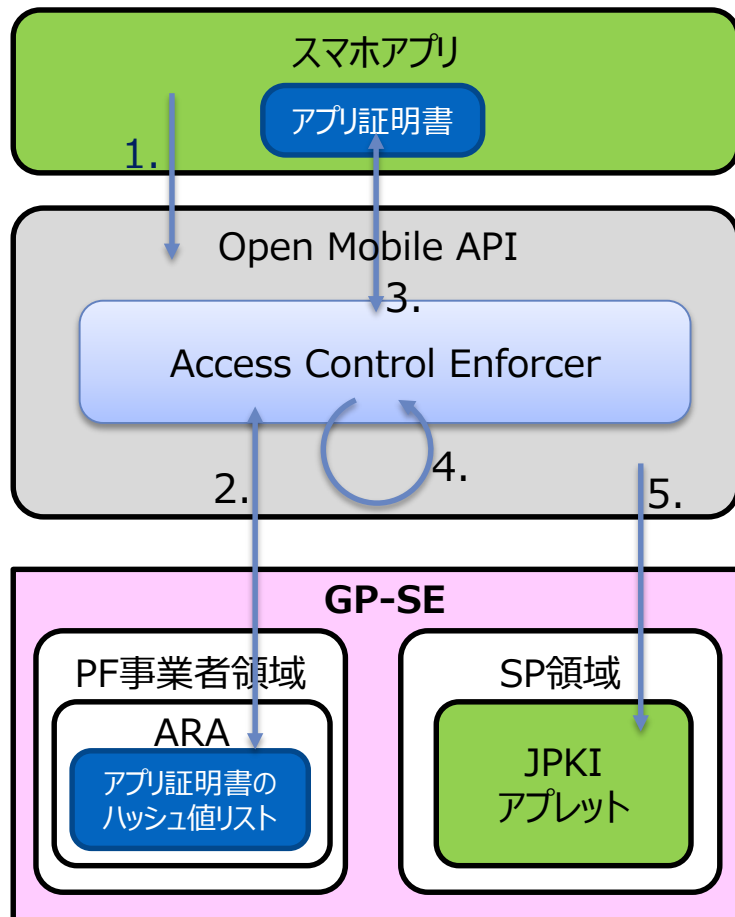 スマホアプリ
アプリ証明書
1.
Open Mobile API
3.
Access Control Enforcer
2.
4.
5.
GP-SE
PF事業者領域
ARA
アプリ証明書の
ハッシュ値リスト
SP領域
JPKI
アプレット